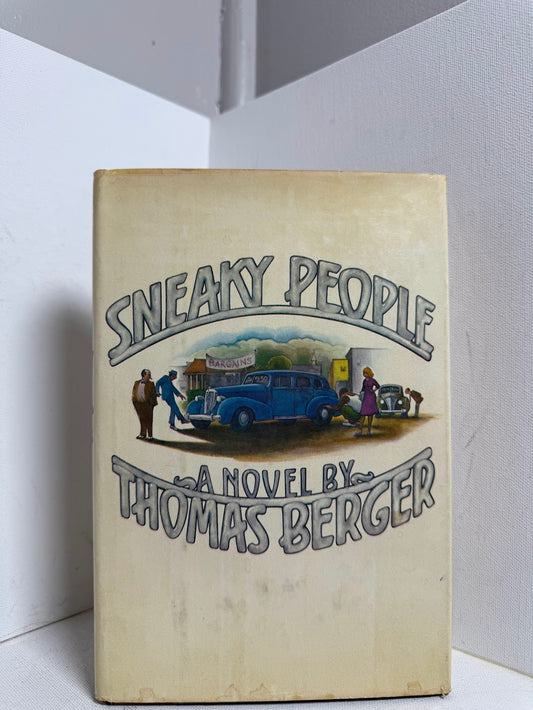 SNEAKY PEOPLE
BARGAINS
A NOVEL BY
THOMAS BERGER